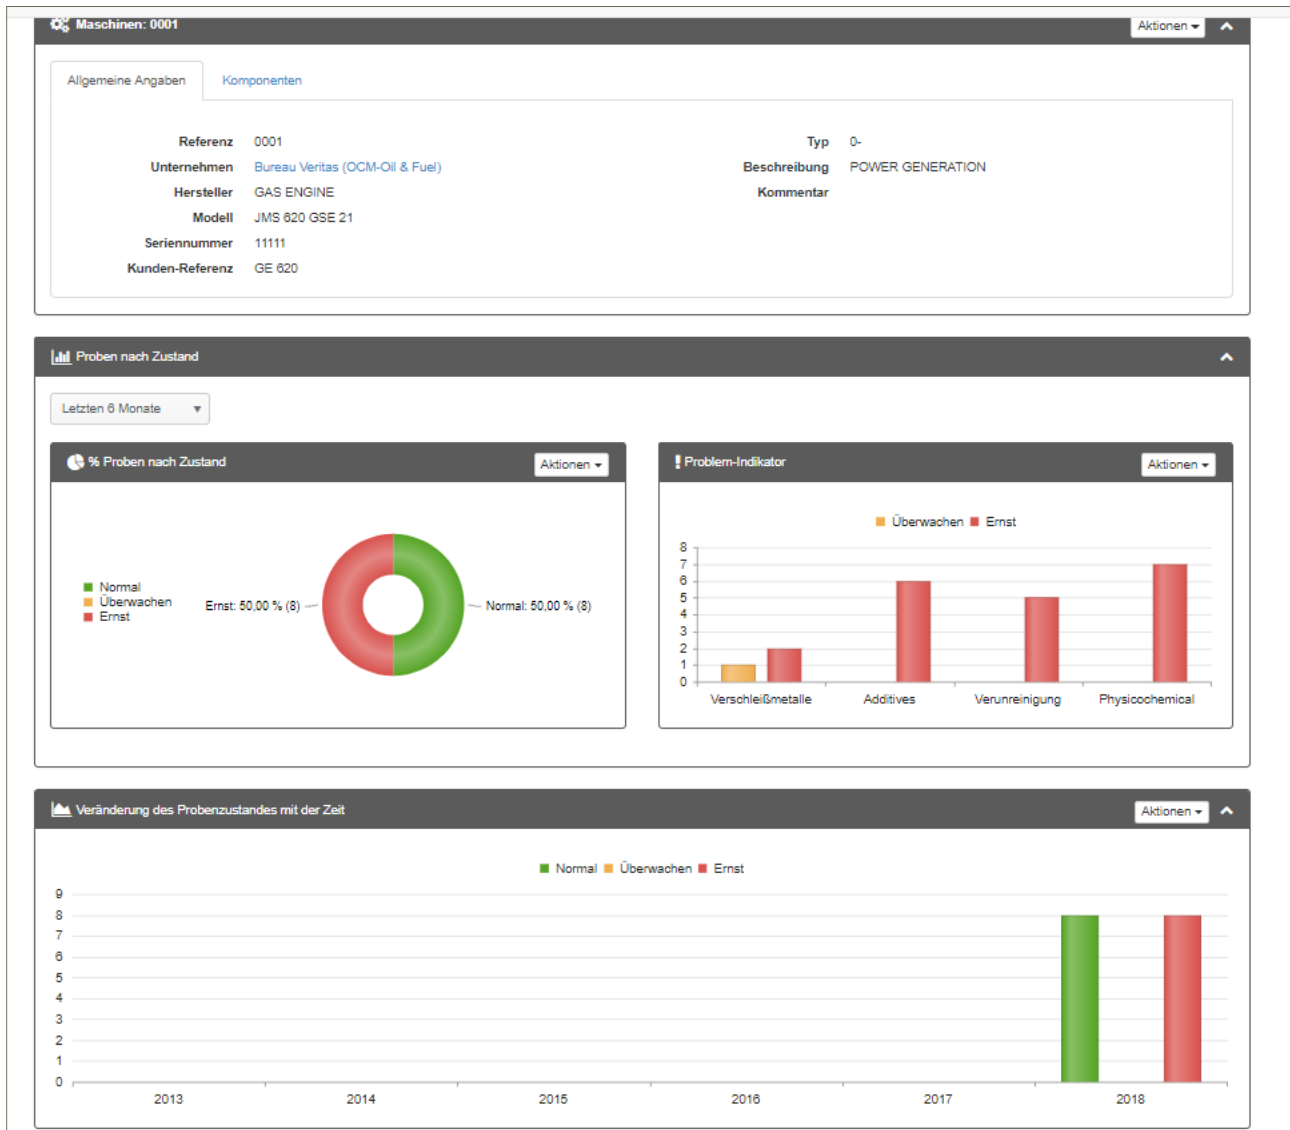 Maschinen: 0001
Aktionen
Allgemeine Angaben
Komponenten
Referenz 0001
Unternehmen Bureau Veritas (OCM-Oil & Fuel)
Hersteller GAS ENGINE
Modell JMS 620 GSE 21
Seriennummer 11111
Kunden-Referenz GE 620
Typ 0-
Beschreibung POWER GENERATION
Kommentar
Proben nach Zustand
Letzten 6 Monate
% Proben nach Zustand
Aktionen
Normal
Überwachen
Ernst
Ernst: 50,00 % (8)
Normal: 50,00 % (8)
Problem-Indikator
Aktionen
Überwachen Ernst
8
7
6
5
4
3
2
1
0
Verschleißmetalle Additives Verunreinigung Physicochemical
Veränderung des Probenzustandes mit der Zeit
Aktionen
Normal Überwachen Ernst
9
8
7
6
5
4
3
2
1
0
2013 2014 2015 2016 2017 2018